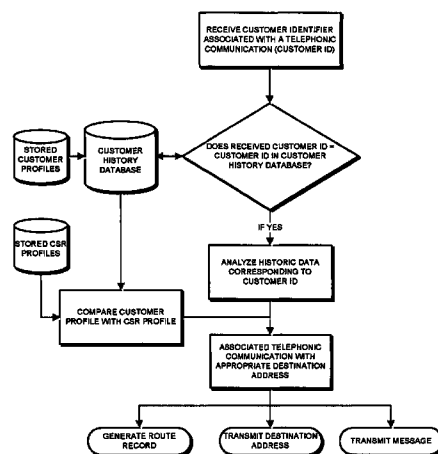 RECEIVE CUSTOMER IDENTIFIER
ASSOCIATED WITH A TELEPHONIC
COMMUNICATION (CUSTOMER ID)
STORED
CUSTOMER
PROFILES
CUSTOMER
HISTORY
DATABASE
DOES RECEIVED CUSTOMER ID =
CUSTOMER ID IN CUSTOMER
HISTORY DATABASE?
IF YES
STORED CSR
PROFILES
ANALYZE HISTORIC DATA
CORRESPONDING TO
CUSTOMER ID
COMPARE CUSTOMER
PROFILE WITH CSR PROFILE
ASSOCIATED TELEPHONIC
COMMUNICATION WITH
APPROPRIATE DESTINATION
ADDRESS
GENERATE ROUTE
RECORD
TRANSMIT DESTINATION
ADDRESS
TRANSMIT MESSAGE